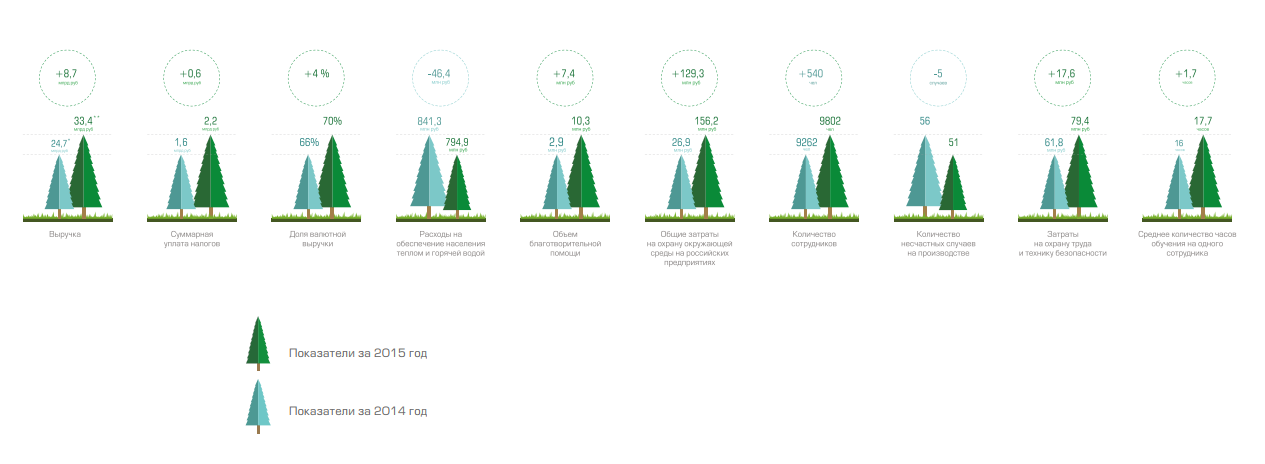 +8,7
млрд руб
33,4**
млрд руб
24,7*
млрд руб
Выручка
+0,6
млрд руб
2,2
млрд руб
1,6
млрд руб
Суммарная
уплата налогов
+4 %
70%
66%
Доля валютной
выручки
-46,4
млн руб
841,3
млн руб
794,9
млн руб
Расходы на
обеспечение населения
теплом и горячей водой
+7,4
млн руб
10,3
млн руб
2,9
млн руб
Объем
благотворительной
помощи
+129,3
млн руб
156,2
млн руб
26,9
млн руб
Общие затраты
на охрану окружающей
среды на российских
предприятиях
+540
чел
9802
чел
9262
чел
Количество
сотрудников
-5
случаев
56
51
Количество
несчастных случаев
на производстве
+17,6
млн руб
79,4
млн руб
61,8
млн руб
Затраты
на охрану труда
и технику безопасности
+1,7
часов
17,7
часов
16
часов
Среднее количество часов
обучения на одного
сотрудника
Показатели за 2015 год
Показатели за 2014 год